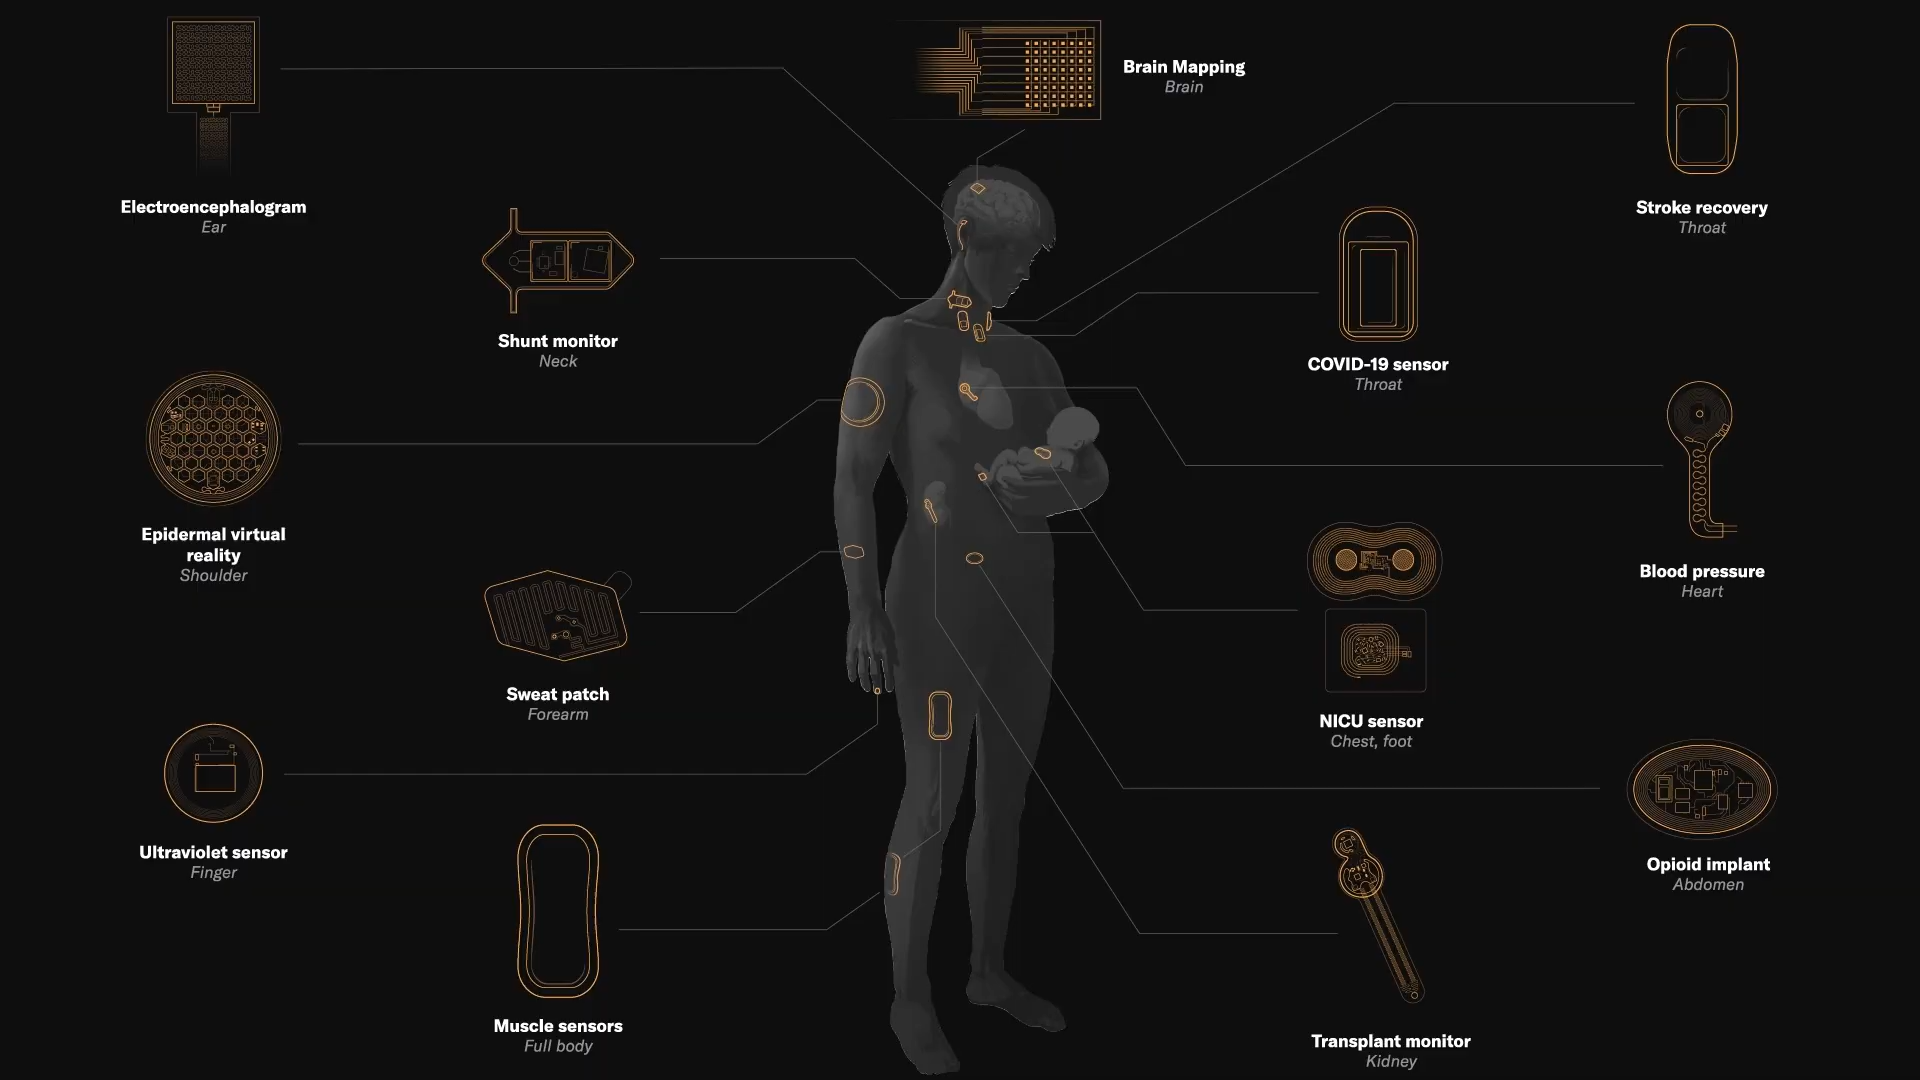 Brain Mapping
Brain
Electroencephalogram
Ear
Stroke recovery
Throat
Shunt monitor
Neck
COVID-19 sensor
Throat
Epidermal virtual
reality
Shoulder
Blood pressure
Heart
Sweat patch
Forearm
NICU sensor
Chest, foot
Ultraviolet sensor
Finger
Opioid implant
Abdomen
Muscle sensors
Full body
Transplant monitor
Kidney